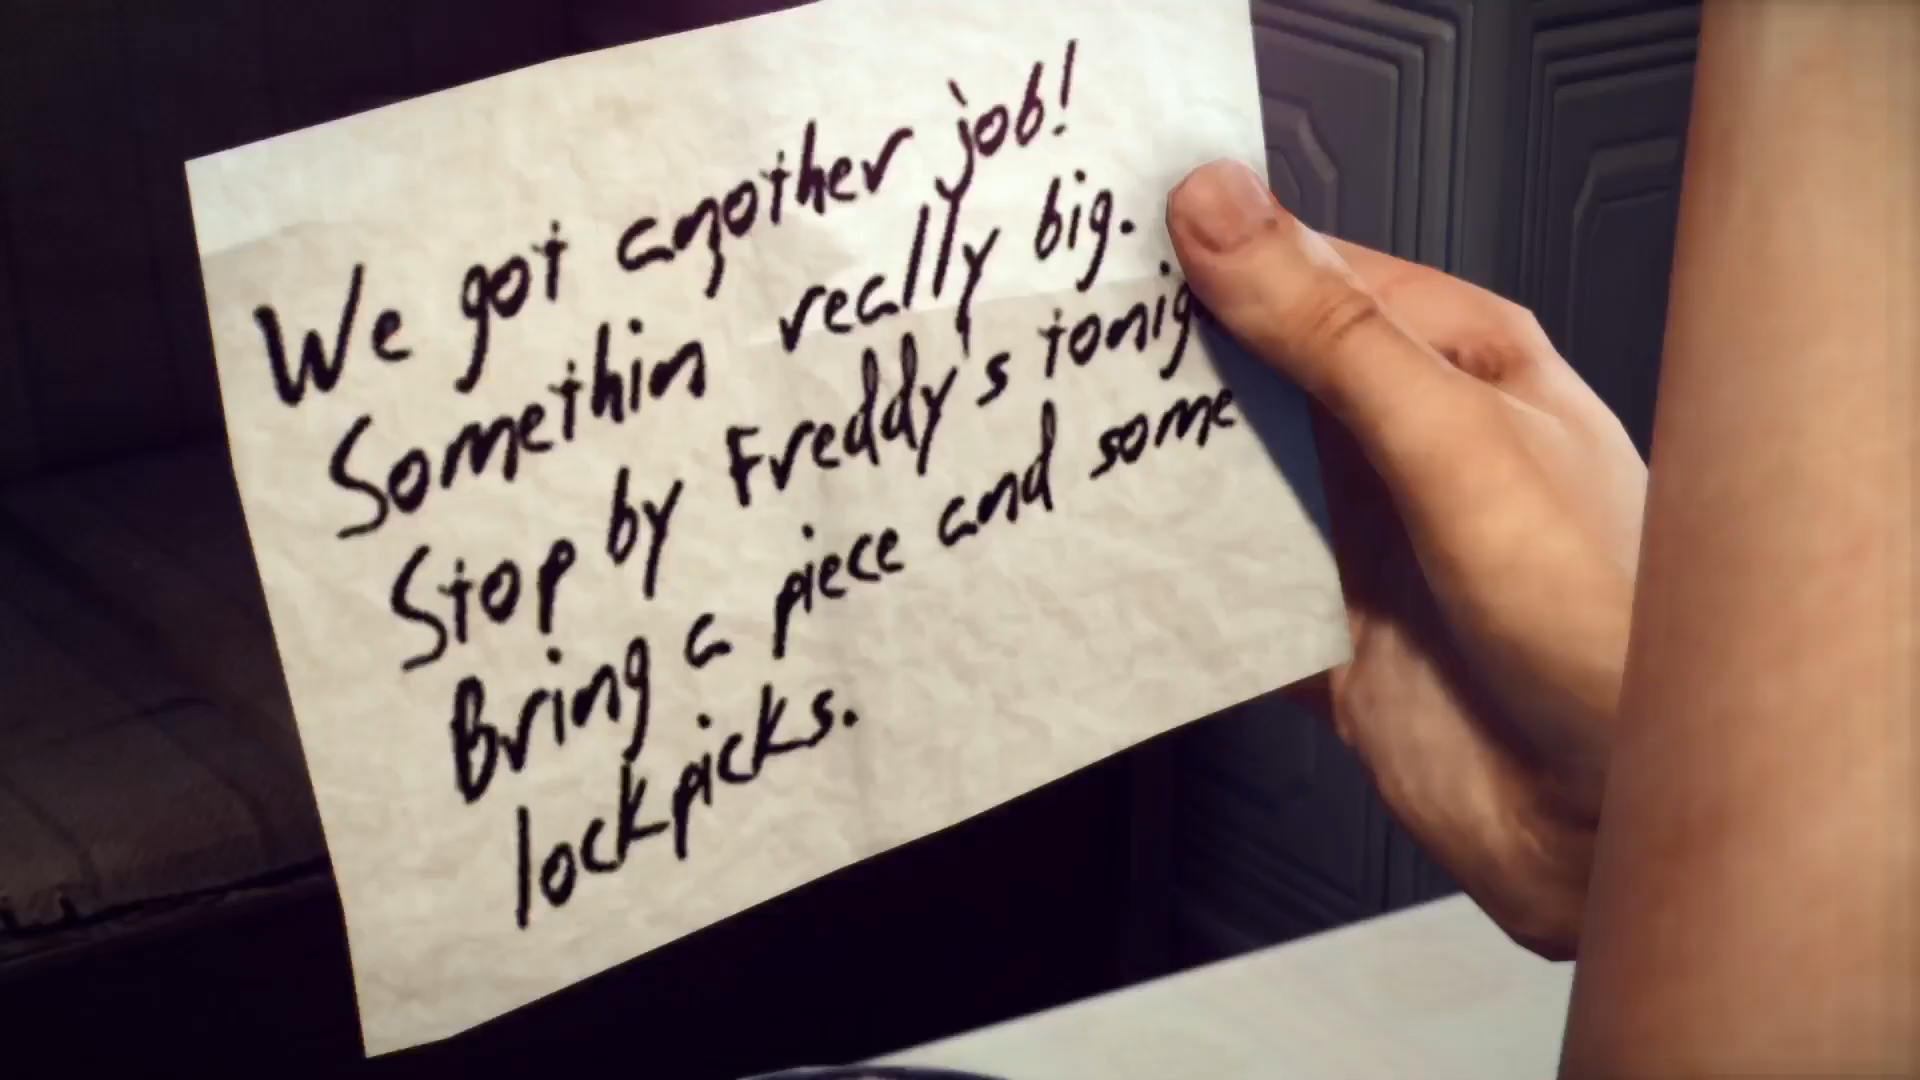 We got another job!
Somethin really big.
Stop by Freddy's tonig
Bring a piece and some
lockpicks.